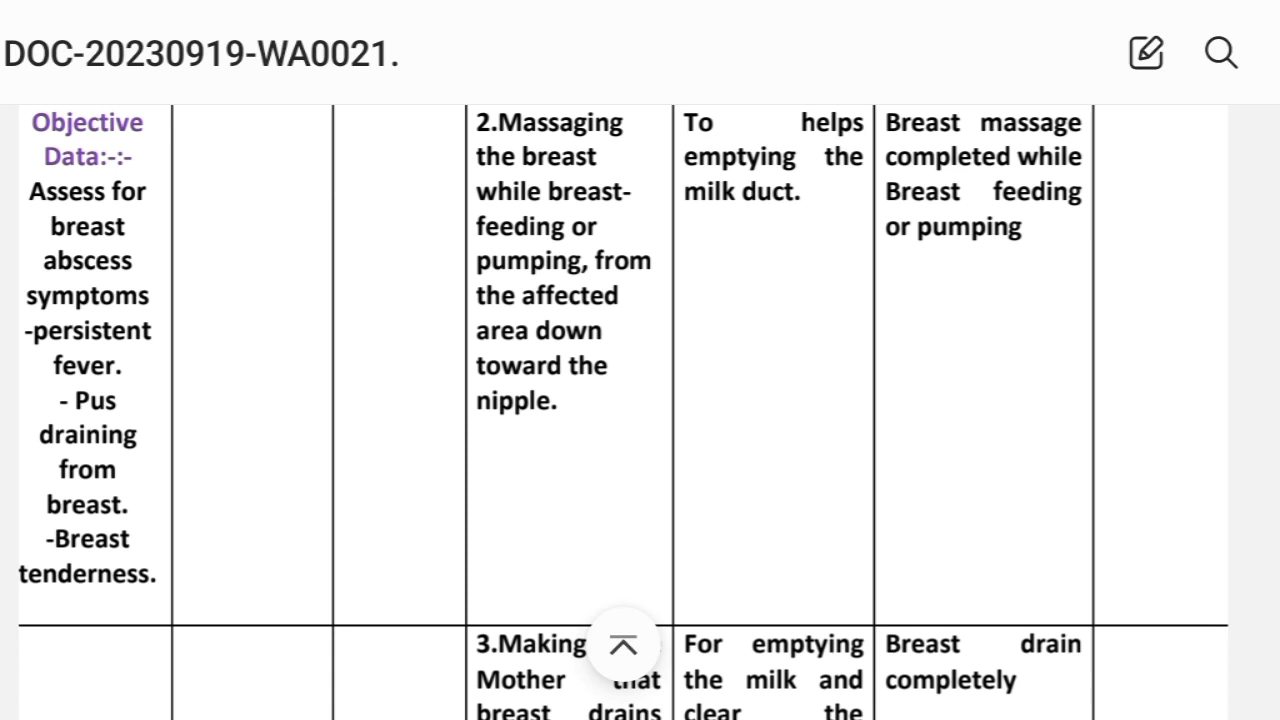 DOC-20230919-WA0021.
Objective
Data:-:-
Assess for
breast
abscess
symptoms
-persistent
fever.
- Pus
draining
from
breast.
-Breast
tenderness.
2.Massaging
the breast
while breast-
feeding or
pumping, from
the affected
area down
toward the
nipple.
To helps
emptying the
milk duct.
Breast massage
completed while
Breast feeding
or pumping
3.Making
Mother that
breast drains
For emptying
the milk and
clear the
Breast drain
completely